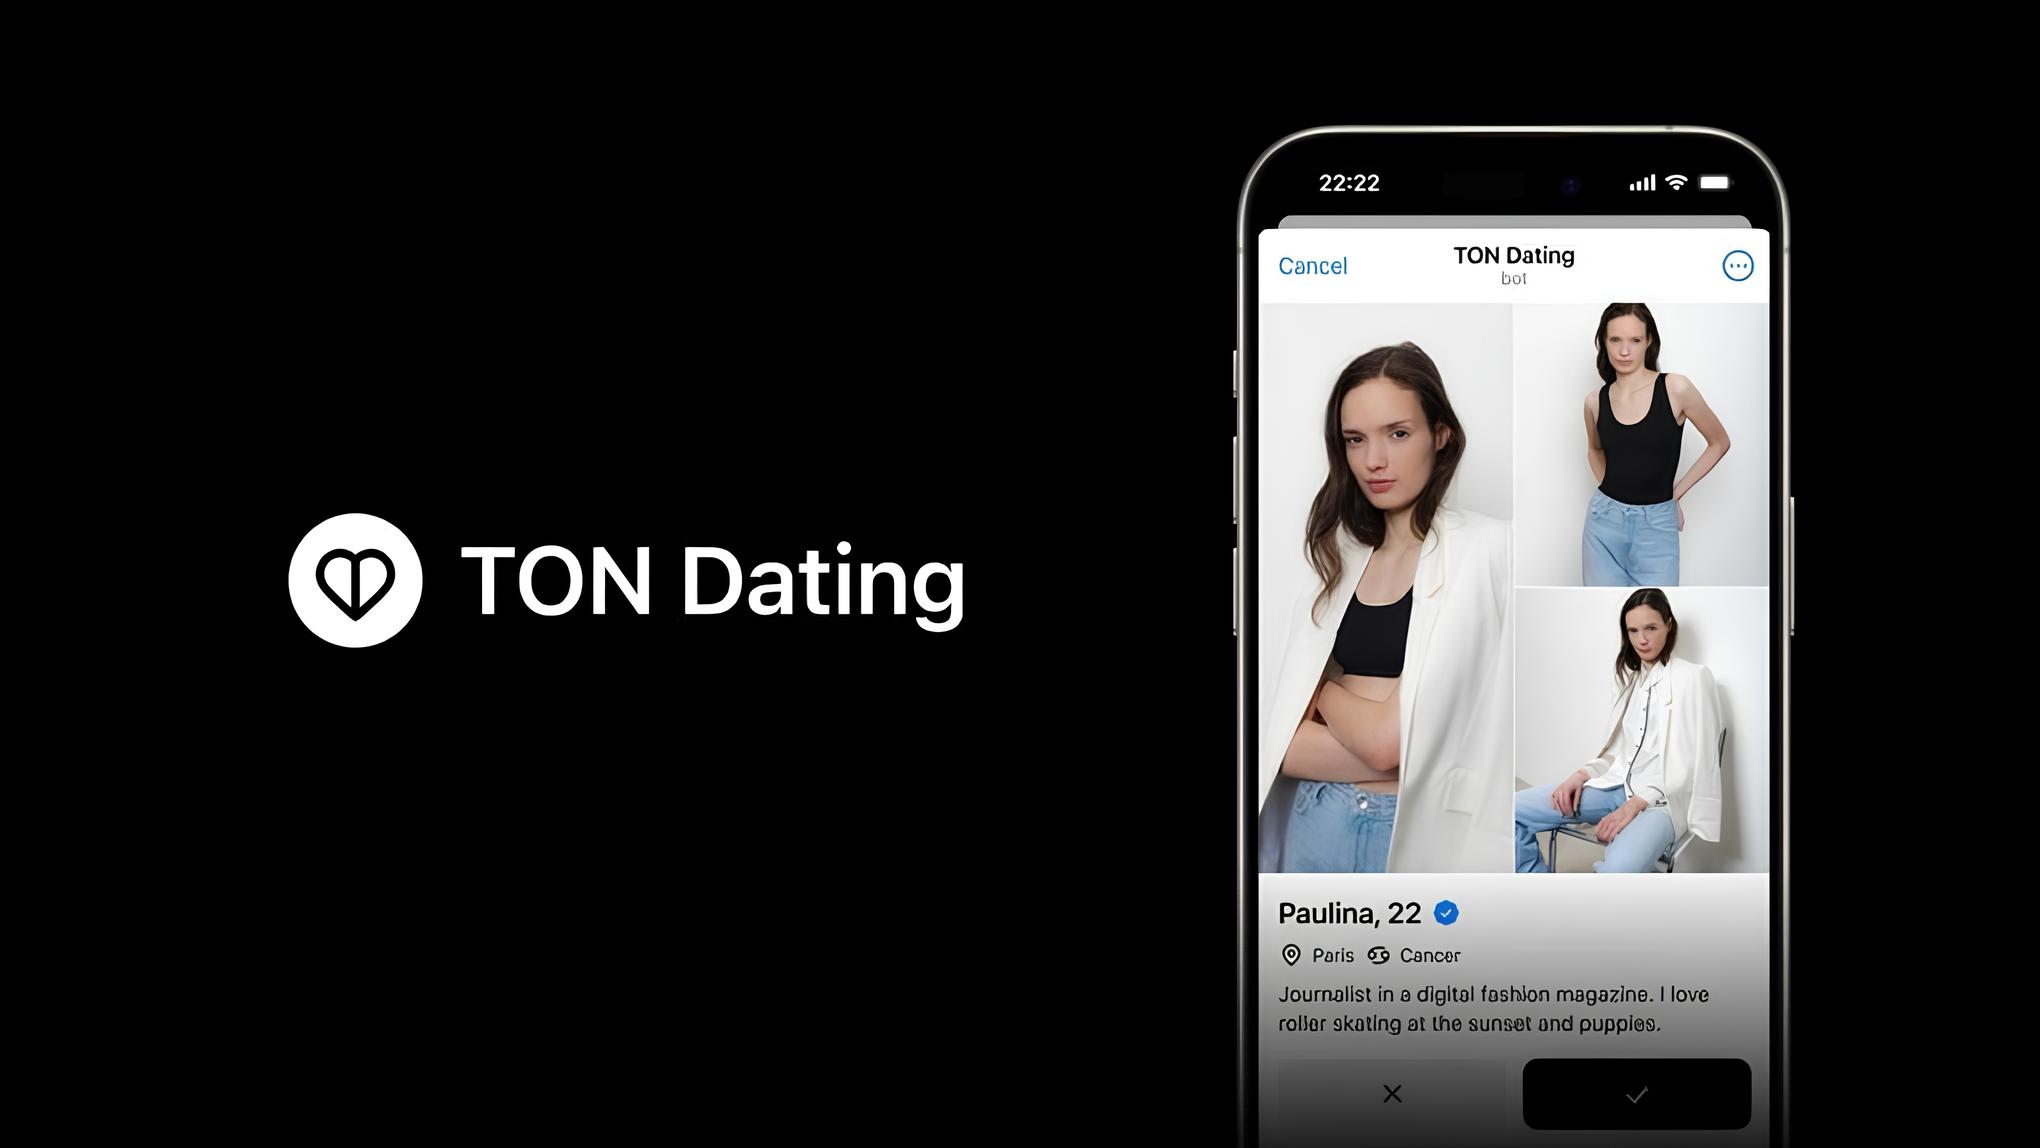 TON Dating
22:22
Cancel
TON Dating
bot
Paulina, 22
Paris Cancer
Journalist in a digital fashion magazine. I love
roller skating at the sunset and puppies.